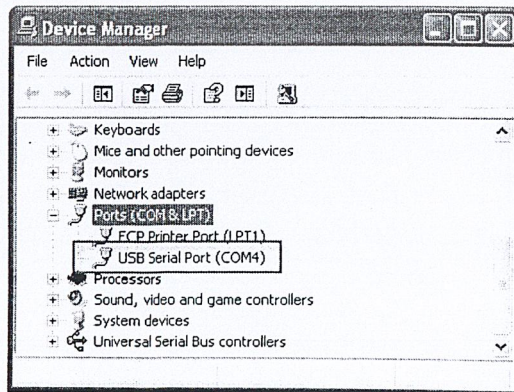 Device Manager
File Action View Help
Keyboards
Mice and other pointing devices
Monitors
Network adapters
Ports (COM & LPT)
ECP Printer Port (LPT1)
USB Serial Port (COM4)
Processors
Sound, video and game controllers
System devices
Universal Serial Bus controllers